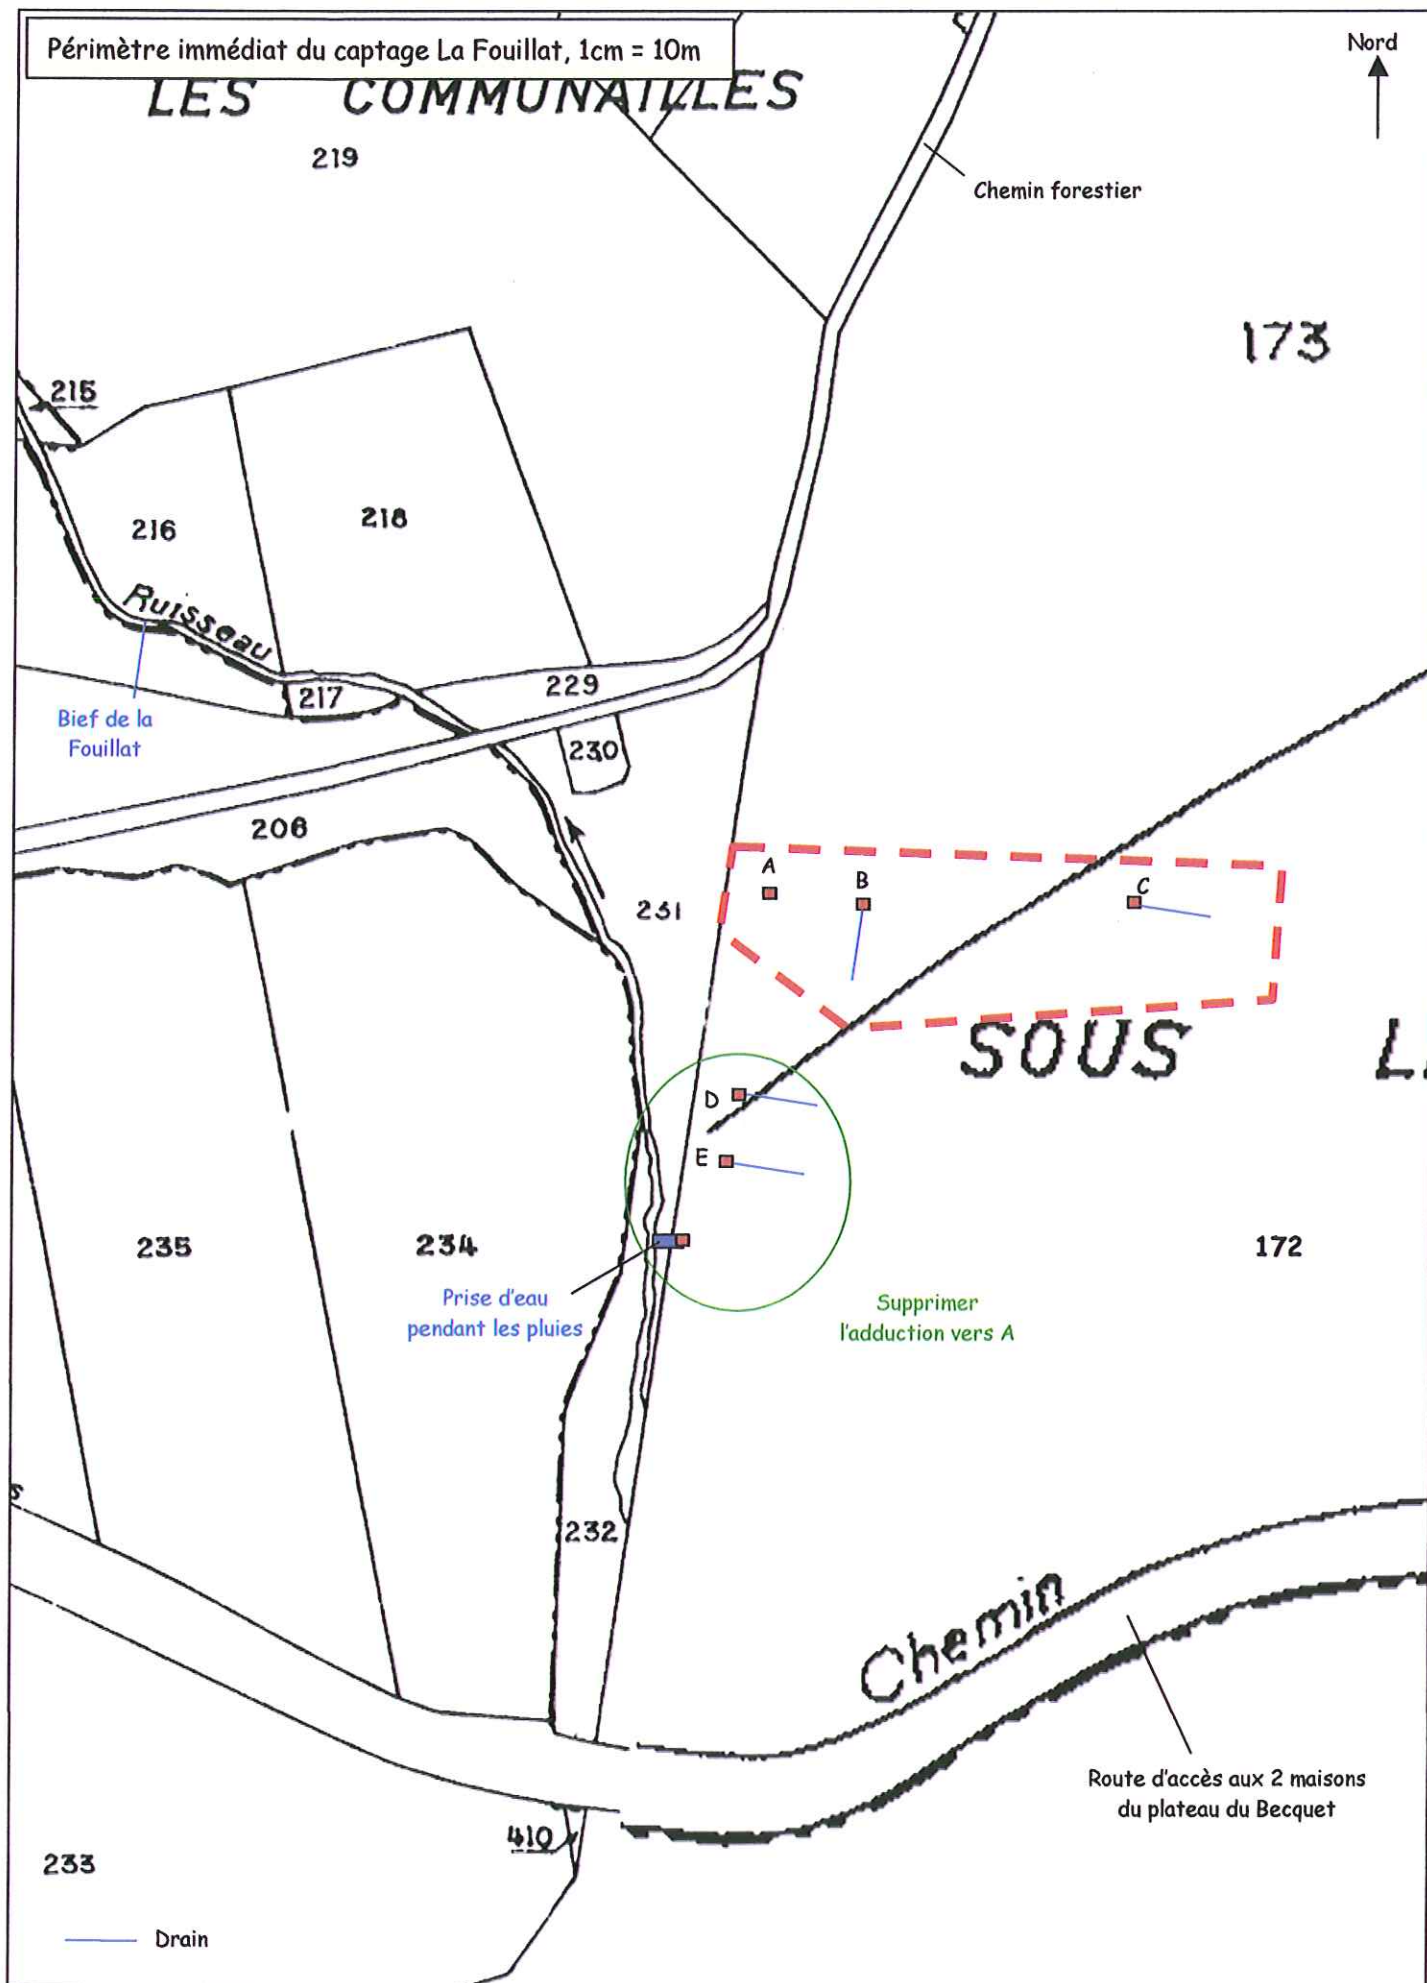 Périmètre immédiat du captage La Fouillat, 1cm = 10m
Nord
LES COMMUNAILLES
219
Chemin forestier
173
215
216
218
Ruisseau
217
229
Bief de la
Fouillat
230
206
A
B
C
231
SOUS
D
E
235
234
172
Prise d'eau
pendant les pluies
Supprimer
l'adduction vers A
s
232
Chemin
Route d'accès aux 2 maisons
du plateau du Becquet
410
233
Drain